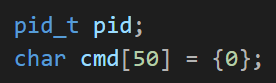 pid_t pid;
char cmd[50] = {0};